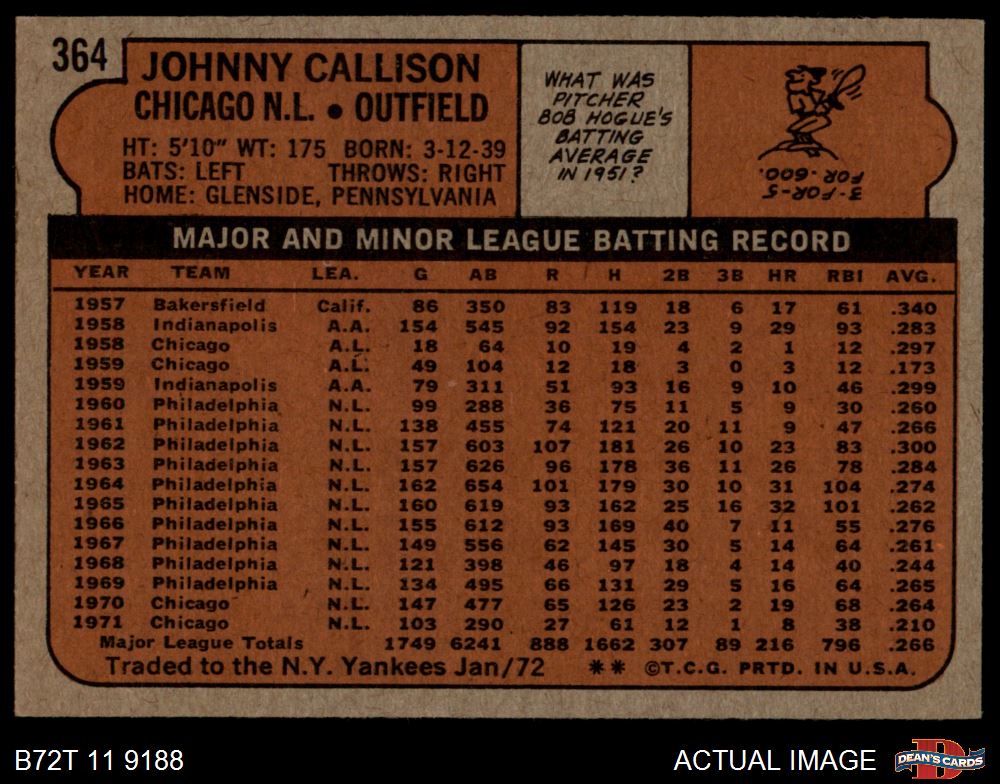 364
JOHNNY CALLISON
CHICAGO N.L. • OUTFIELD
HT: 5'10" WT: 175 BORN: 3-12-39
BATS: LEFT THROWS: RIGHT
HOME: GLENSIDE, PENNSYLVANIA
WHAT WAS
PITCHER
BOB HOGUE'S
BATTING
AVERAGE
IN 1951?
3-FOR-5
FOR .600.
MAJOR AND MINOR LEAGUE BATTING RECORD
YEAR TEAM LEA. G AB R H 2B 3B HR RBI AVG.
1957 Bakersfield Calif. 86 350 83 119 18 6 17 61 .340
1958 Indianapolis A.A. 154 545 92 154 23 9 29 93 .283
1958 Chicago A.L. 18 64 10 19 4 2 1 12 .297
1959 Chicago A.L. 49 104 12 18 3 0 3 12 .173
1959 Indianapolis A.A. 79 311 51 93 16 9 10 46 .299
1960 Philadelphia N.L. 99 288 36 75 11 5 9 30 .260
1961 Philadelphia N.L. 138 455 74 121 20 11 9 47 .266
1962 Philadelphia N.L. 157 603 107 181 26 10 23 83 .300
1963 Philadelphia N.L. 157 626 96 178 36 11 26 78 .284
1964 Philadelphia N.L. 162 654 101 179 30 10 31 104 .274
1965 Philadelphia N.L. 160 619 93 162 25 16 32 101 .262
1966 Philadelphia N.L. 155 612 93 169 40 7 11 55 .276
1967 Philadelphia N.L. 149 556 62 145 30 5 14 64 .261
1968 Philadelphia N.L. 121 398 46 97 18 4 14 40 .244
1969 Philadelphia N.L. 134 495 66 131 29 5 16 64 .265
1970 Chicago N.L. 147 477 65 126 23 2 19 68 .264
1971 Chicago N.L. 103 290 27 61 12 1 8 38 .210
Major League Totals 1749 6241 888 1662 307 89 216 796 .266
Traded to the N.Y. Yankees Jan/72 ** ©T.C.G. PRTD. IN U.S.A.
B72T 11 9188
ACTUAL IMAGE
DEAN'S CARDS